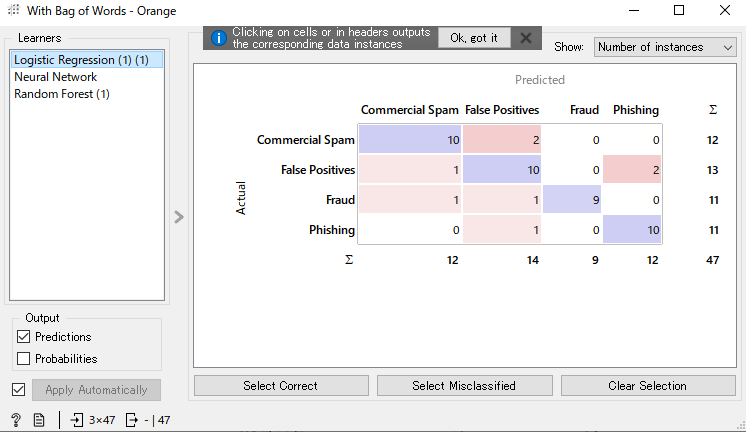 With Bag of Words - Orange
Learners
Logistic Regression (1) (1)
Neural Network
Random Forest (1)
Output
Predictions
Probabilities
Apply Automatically
3×47
- | 47
Clicking on cells or in headers outputs
the corresponding data instances
Ok, got it
Show: Number of instances
Predicted
Commercial Spam False Positives Fraud Phishing Σ
Actual
Commercial Spam 10 2 0 0 12
False Positives 1 10 0 2 13
Fraud 1 1 9 0 11
Phishing 0 1 0 10 11
Σ 12 14 9 12 47
Select Correct Select Misclassified Clear Selection